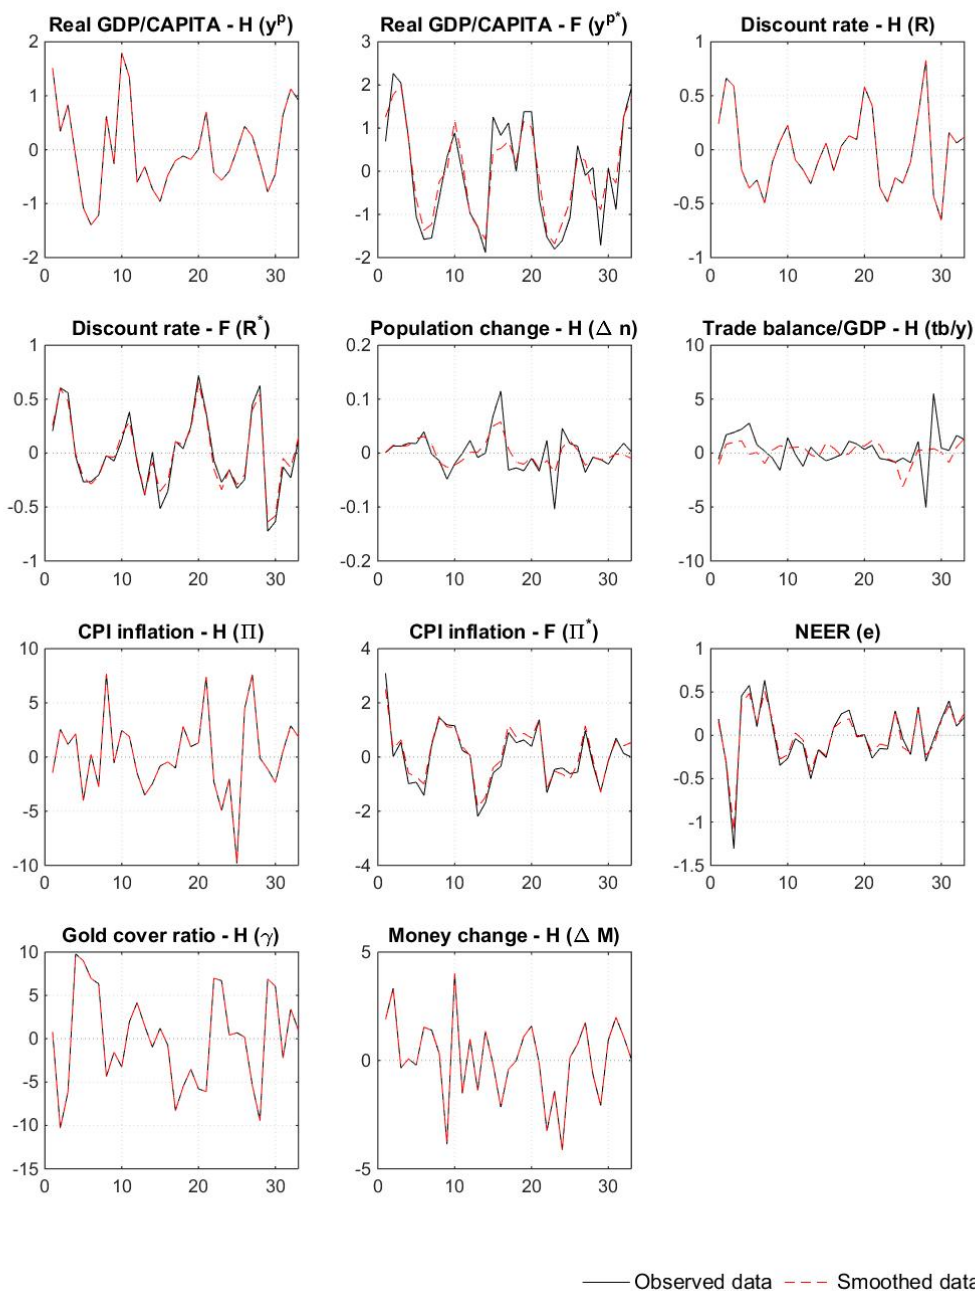 Real GDP/CAPITA - H (y^p) Real GDP/CAPITA - F (y^p*) Discount rate - H (R)
2 3 1
1 2 0.5
0 1 0
-1 0 -0.5
-2 -1 -1
-2
0 10 20 30 0 10 20 30 0 10 20 30
Discount rate - F (R^*) Population change - H (Δ n) Trade balance/GDP - H (tb/y)
1 0.2 10
0.5 0.1 5
0 0 0
-0.5 -0.1 -5
-1 -0.2 -10
0 10 20 30 0 10 20 30 0 10 20 30
CPI inflation - H (Π) CPI inflation - F (Π^*) NEER (e)
10 4 1
5 2 0.5
0 0 0
-5 -2 -0.5
-10 -4 -1
-1.5
0 10 20 30 0 10 20 30 0 10 20 30
Gold cover ratio - H (γ) Money change - H (Δ M)
10 5
5 0
0 -5
-5
-10
-15
0 10 20 30 0 10 20 30
Observed data Smoothed data